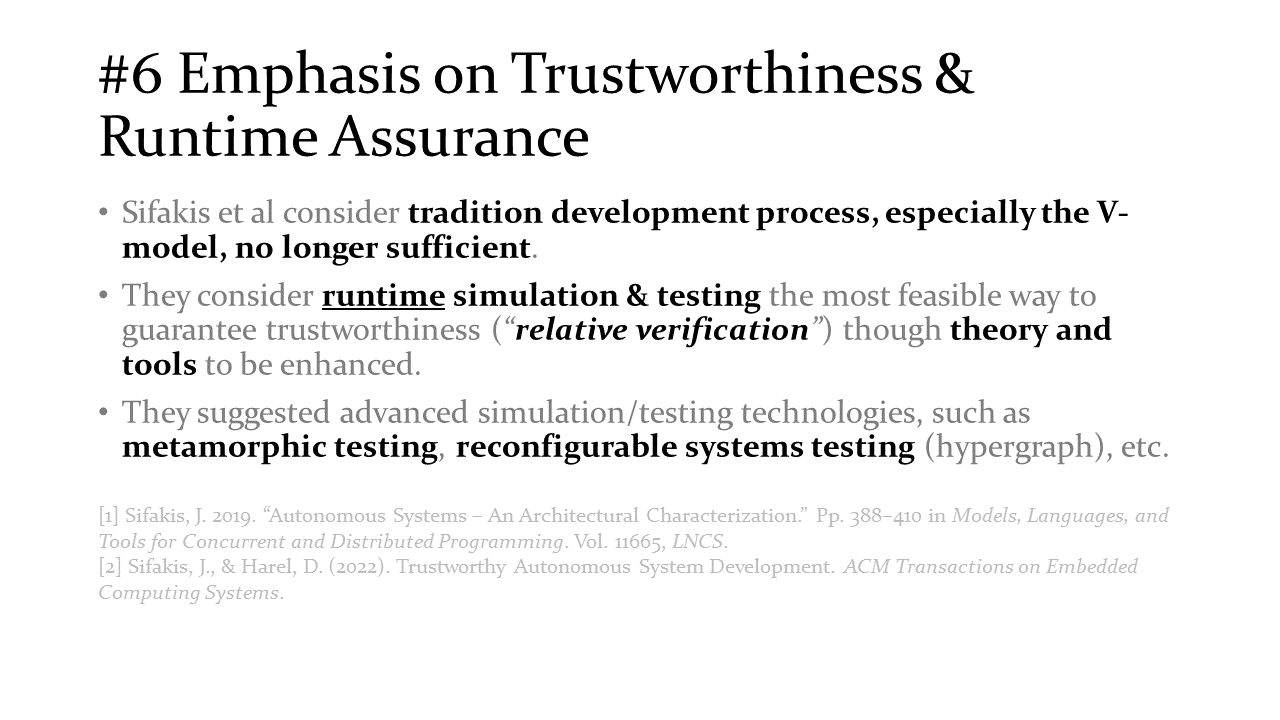 #6 Emphasis on Trustworthiness &
Runtime Assurance
• Sifakis et al consider tradition development process, especially the V-
model, no longer sufficient.
• They consider runtime simulation & testing the most feasible way to
guarantee trustworthiness (“relative verification”) though theory and
tools to be enhanced.
• They suggested advanced simulation/testing technologies, such as
metamorphic testing, reconfigurable systems testing (hypergraph), etc.
[1] Sifakis, J. 2019. “Autonomous Systems – An Architectural Characterization.” Pp. 388–410 in Models, Languages, and
Tools for Concurrent and Distributed Programming. Vol. 11665, LNCS.
[2] Sifakis, J., & Harel, D. (2022). Trustworthy Autonomous System Development. ACM Transactions on Embedded
Computing Systems.